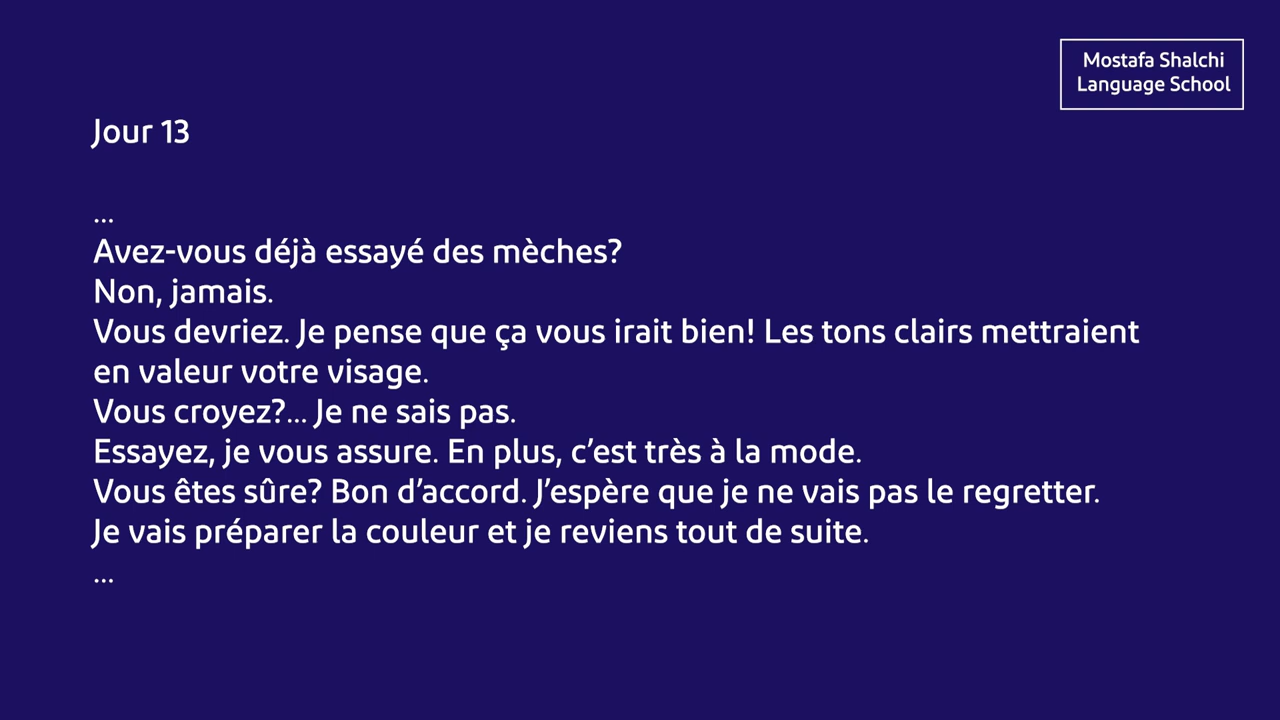 Mostafa Shalchi
Language School
Jour 13
...
Avez-vous déjà essayé des mèches?
Non, jamais.
Vous devriez. Je pense que ça vous irait bien! Les tons clairs mettraient
en valeur votre visage.
Vous croyez?... Je ne sais pas.
Essayez, je vous assure. En plus, c’est très à la mode.
Vous êtes sûre? Bon d’accord. J’espère que je ne vais pas le regretter.
Je vais préparer la couleur et je reviens tout de suite.
...